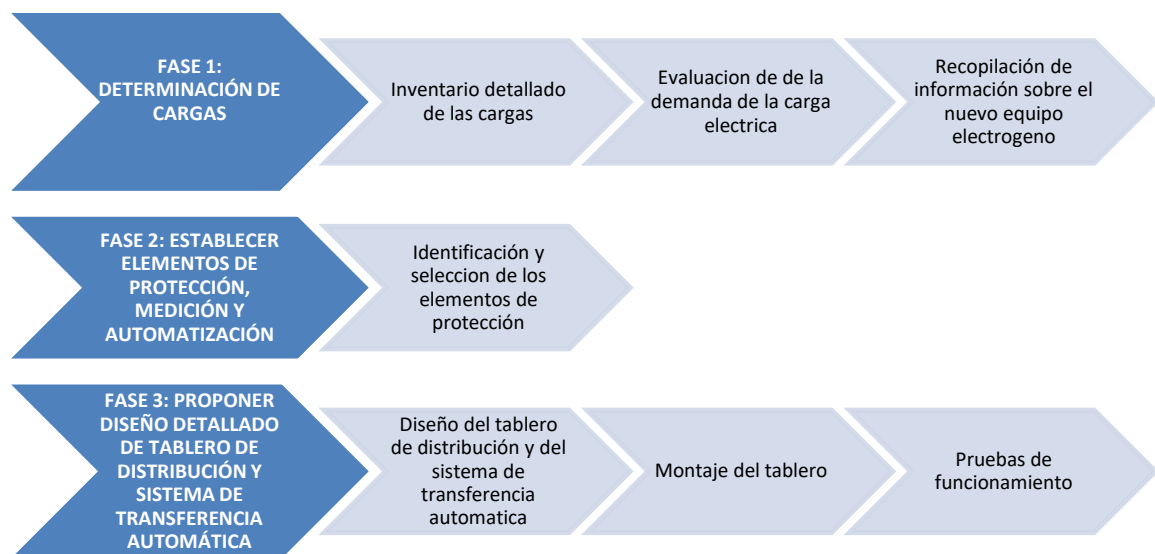 FASE 1:
DETERMINACIÓN DE
CARGAS
Inventario detallado
de las cargas
Evaluacion de de la
demanda de la carga
electrica
Recopilación de
información sobre el
nuevo equipo
electrogeno
FASE 2: ESTABLECER
ELEMENTOS DE
PROTECCIÓN,
MEDICIÓN Y
AUTOMATIZACIÓN
Identificación y
seleccion de los
elementos de
protección
FASE 3: PROPONER
DISEÑO DETALLADO
DE TABLERO DE
DISTRIBUCIÓN Y
SISTEMA DE
TRANSFERENCIA
AUTOMÁTICA
Diseño del tablero
de distribución y del
sistema de
transferencia
automatica
Montaje del tablero
Pruebas de
funcionamiento